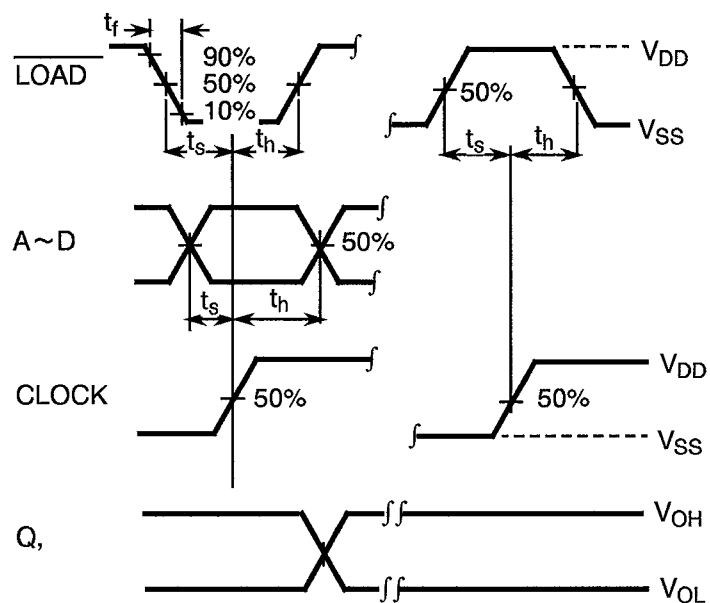 tf
90%
LOAD
50%
50%
10%
VDD
VSS
ts
th
ts
th
A~D
50%
ts
th
CLOCK
50%
50%
VDD
VSS
Q,
VOH
VOL